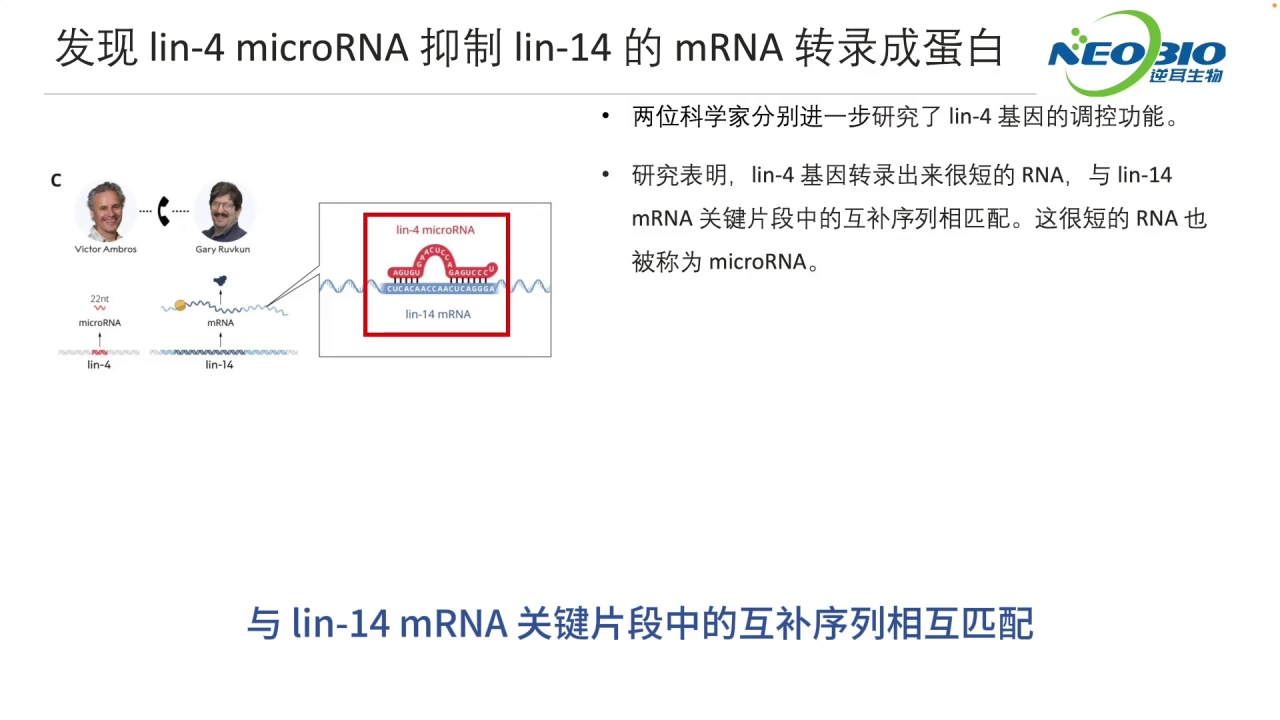 发现 lin-4 microRNA 抑制 lin-14 的 mRNA 转录成蛋白
NEOBIO
逆耳生物
• 两位科学家分别进一步研究了 lin-4 基因的调控功能。
• 研究表明，lin-4 基因转录出来很短的 RNA，与 lin-14
mRNA 关键片段中的互补序列相匹配。这很短的 RNA 也
被称为 microRNA。
C
Victor Ambros
Gary Ruvkun
22nt
microRNA
lin-4
mRNA
lin-14
lin-4 microRNA
AGUGU GAACUCCA GAGUCCCU
CUCACAACCAACUCAGGGA
lin-14 mRNA
与 lin-14 mRNA 关键片段中的互补序列相互匹配